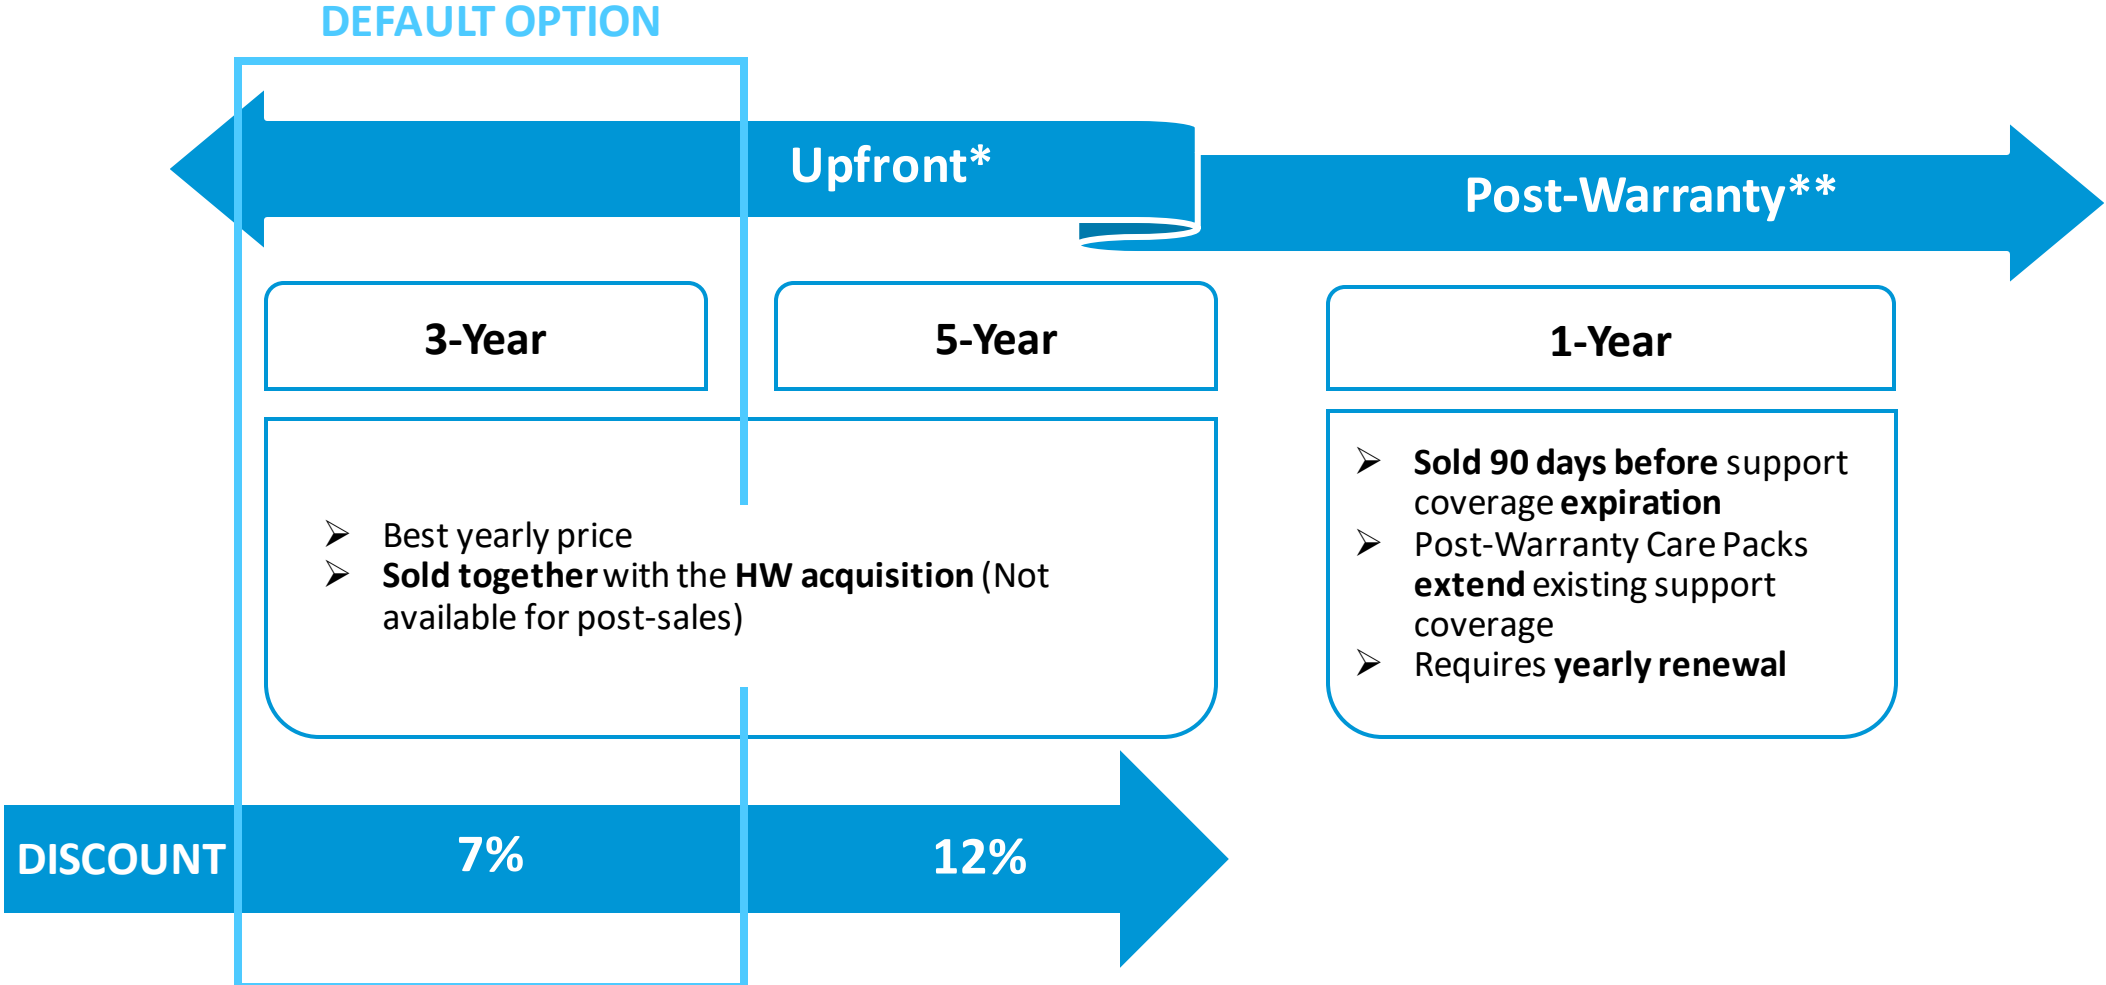 DEFAULT OPTION
Upfront*
Post-Warranty**
3-Year
5-Year
1-Year
➢ Best yearly price
➢ Sold together with the HW acquisition (Not
available for post-sales)
➢ Sold 90 days before support
coverage expiration
➢ Post-Warranty Care Packs
extend existing support
coverage
➢ Requires yearly renewal
DISCOUNT
7%
12%